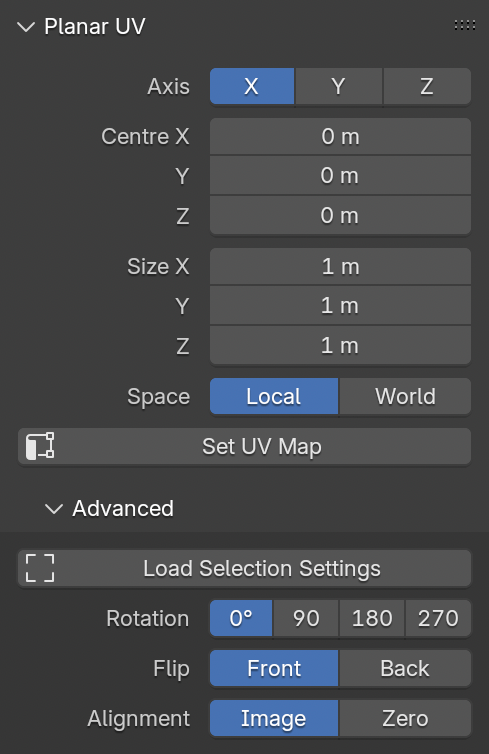 Planar UV
Axis X Y Z
Centre X 0 m
Y 0 m
Z 0 m
Size X 1 m
Y 1 m
Z 1 m
Space Local World
Set UV Map
Advanced
Load Selection Settings
Rotation 0° 90 180 270
Flip Front Back
Alignment Image Zero